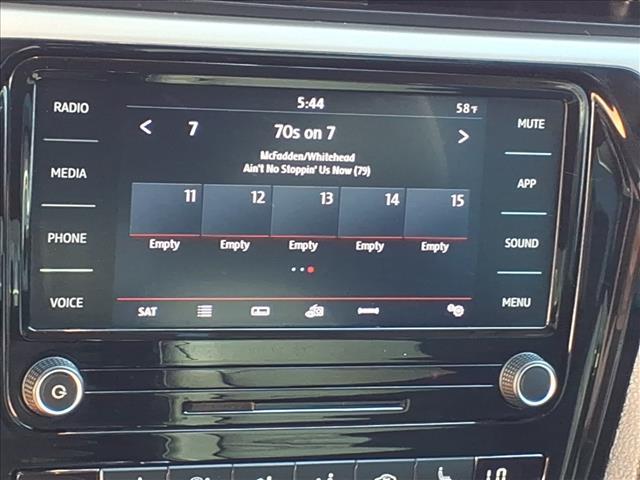 5:44
58°F
RADIO
MEDIA
PHONE
VOICE
7
70s on 7
McFadden/Whitehead
Ain't No Stoppin' Us Now (79)
11 12 13 14 15
Empty Empty Empty Empty Empty
SAT
MUTE
APP
SOUND
MENU
LO